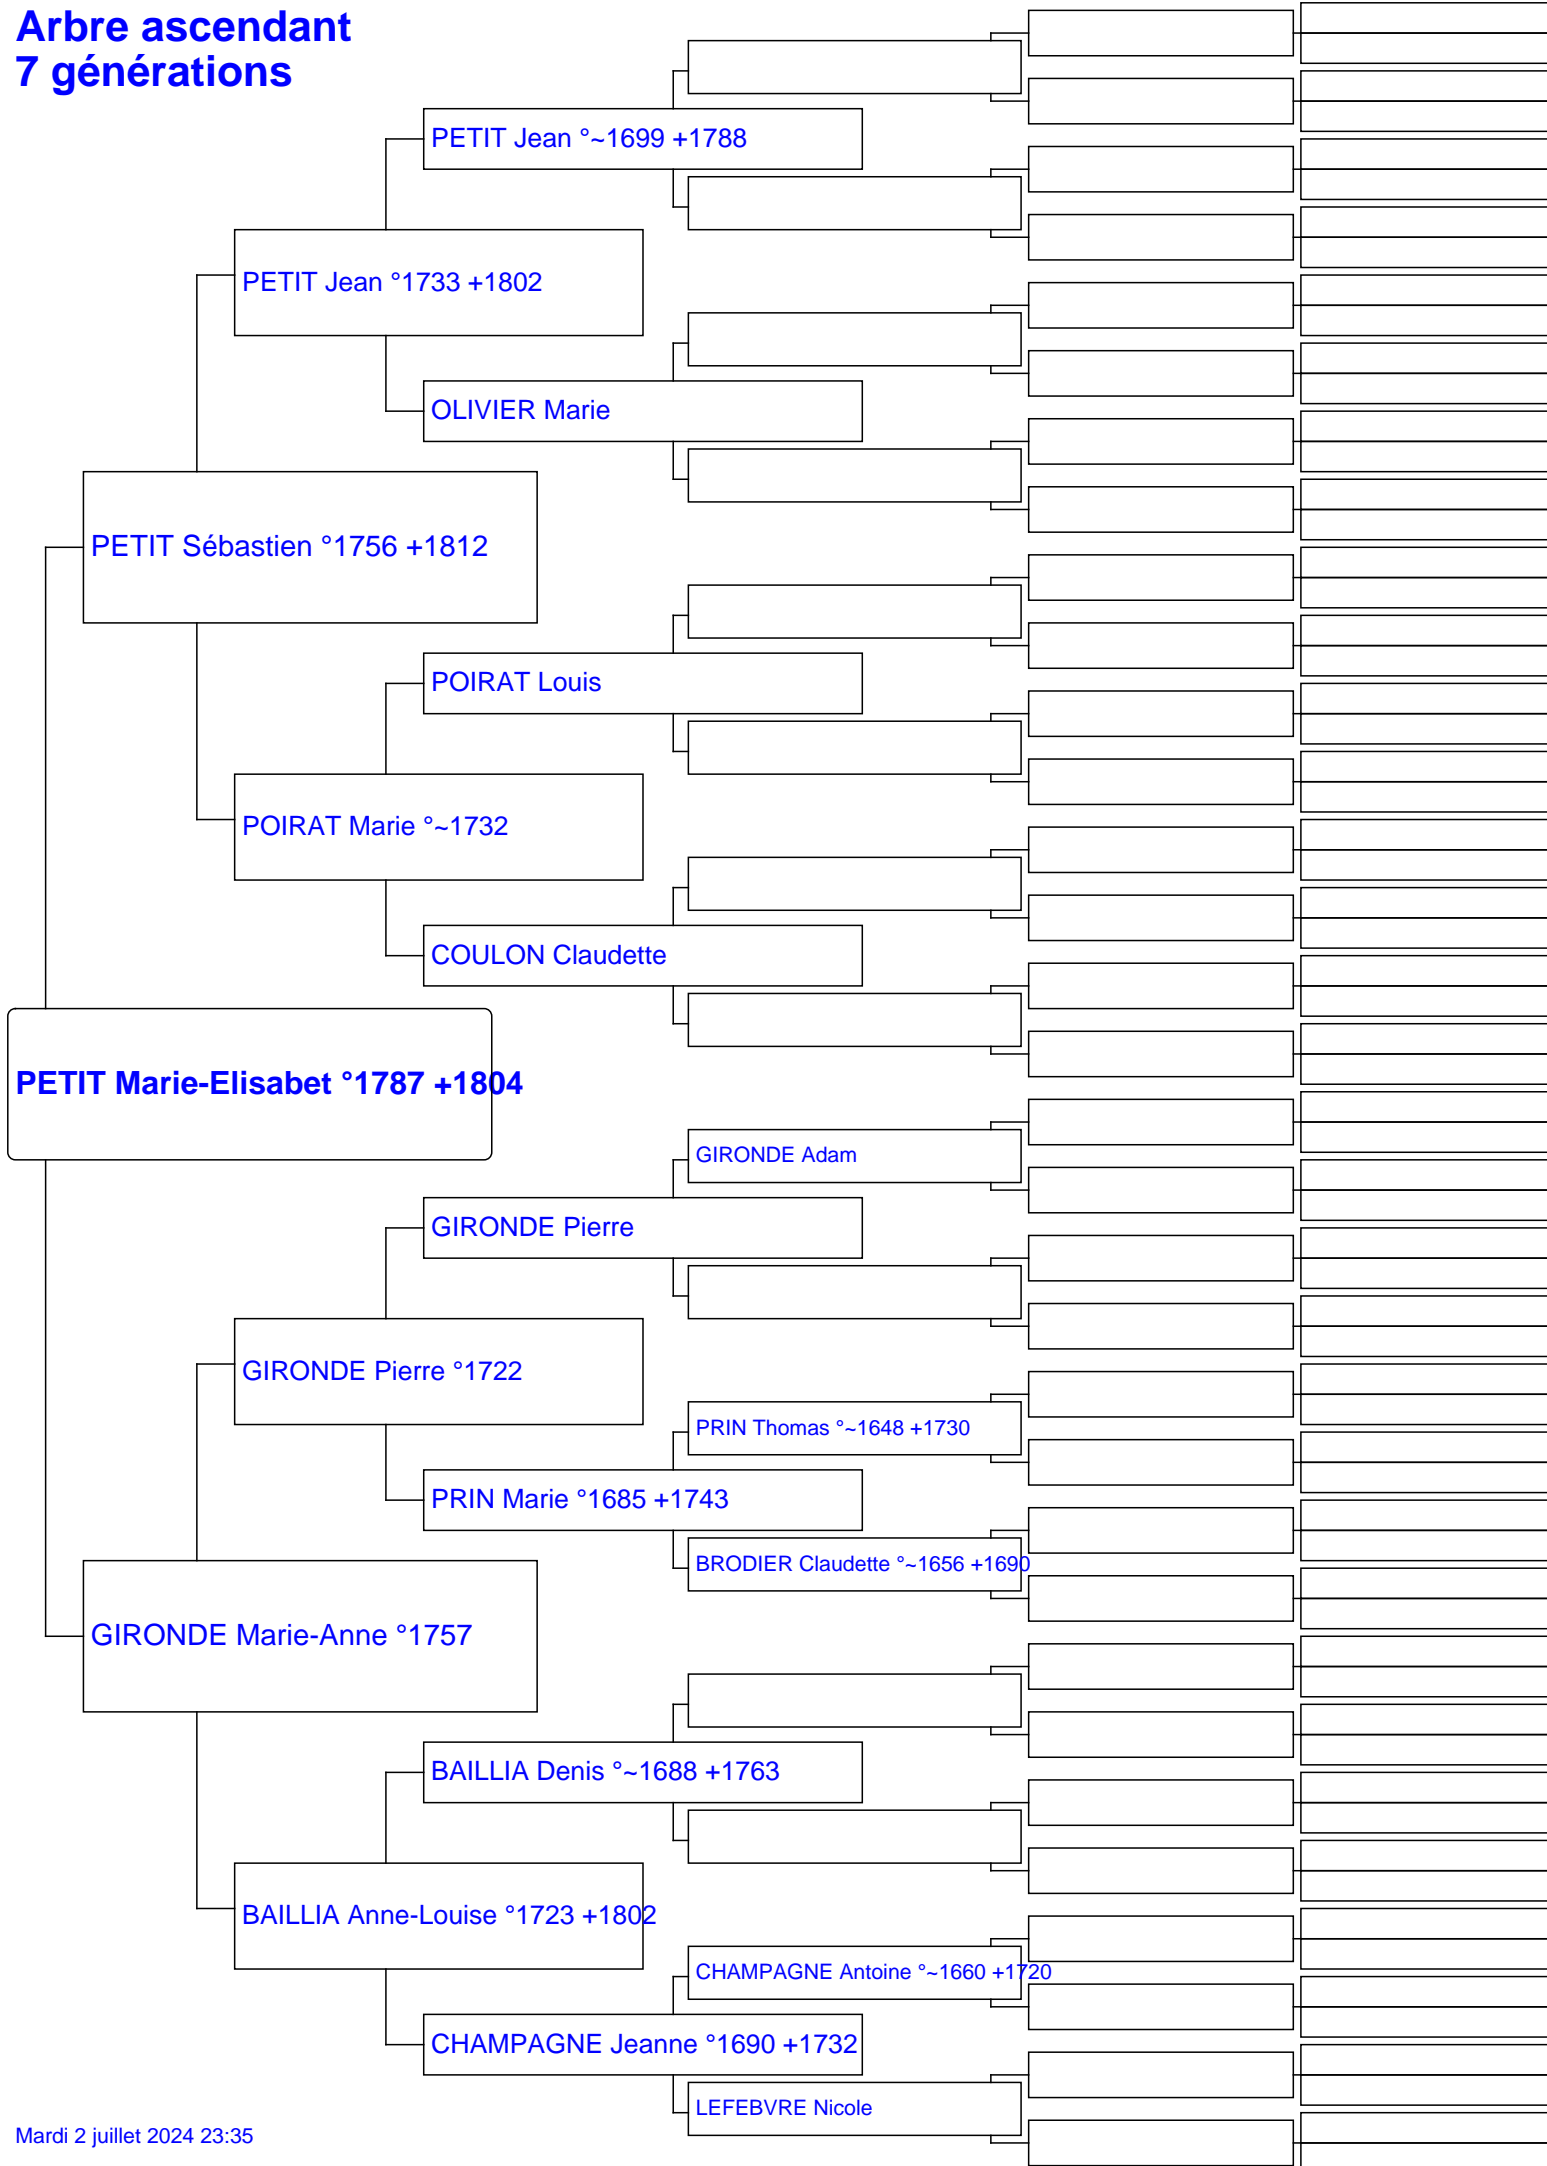 Arbre ascendant
7 générations
PETIT Jean °~1699 +1788
PETIT Jean °1733 +1802
OLIVIER Marie
PETIT Sébastien °1756 +1812
POIRAT Louis
POIRAT Marie °~1732
COULON Claudette
PETIT Marie-Elisabet °1787 +1804
GIRONDE Adam
GIRONDE Pierre
GIRONDE Pierre °1722
PRIN Thomas °~1648 +1730
PRIN Marie °1685 +1743
BRODIER Claudette °~1656 +1690
GIRONDE Marie-Anne °1757
BAILLIA Denis °~1688 +1763
BAILLIA Anne-Louise °1723 +1802
CHAMPAGNE Antoine °~1660 +1720
CHAMPAGNE Jeanne °1690 +1732
LEFEBVRE Nicole
Mardi 2 juillet 2024 23:35